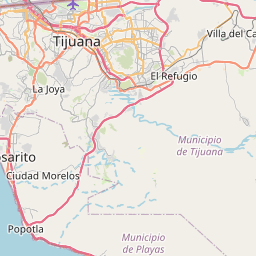 Villa del Ca
Tijuana
El Refugio
La Joya
Municipio
de Tijuana
osarito
Ciudad Morelos
Popotla
Municipio
de Playas